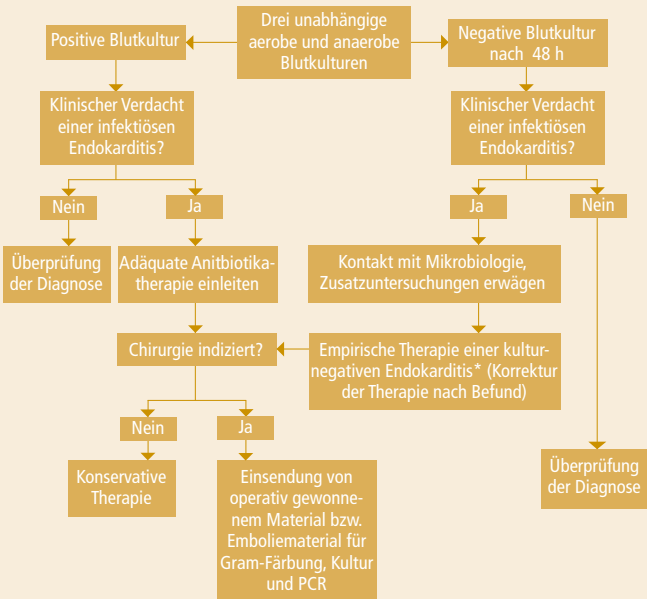 Drei unabhängige
aerobe und anaerobe
Blutkulturen
Positive Blutkultur
Negative Blutkultur
nach 48 h
Klinischer Verdacht
einer infektiösen
Endokarditis?
Klinischer Verdacht
einer infektiösen
Endokarditis?
Nein
Ja
Ja
Nein
Überprüfung
der Diagnose
Adäquate Anitbiotika-
therapie einleiten
Kontakt mit Mikrobiologie,
Zusatzuntersuchungen erwägen
Chirurgie indiziert?
Empirische Therapie einer kultur-
negativen Endokarditis* (Korrektur
der Therapie nach Befund)
Nein
Ja
Konservative
Therapie
Einsendung von
operativ gewonne-
nem Material bzw.
Emboliematerial für
Gram-Färbung, Kultur
und PCR
Überprüfung
der Diagnose